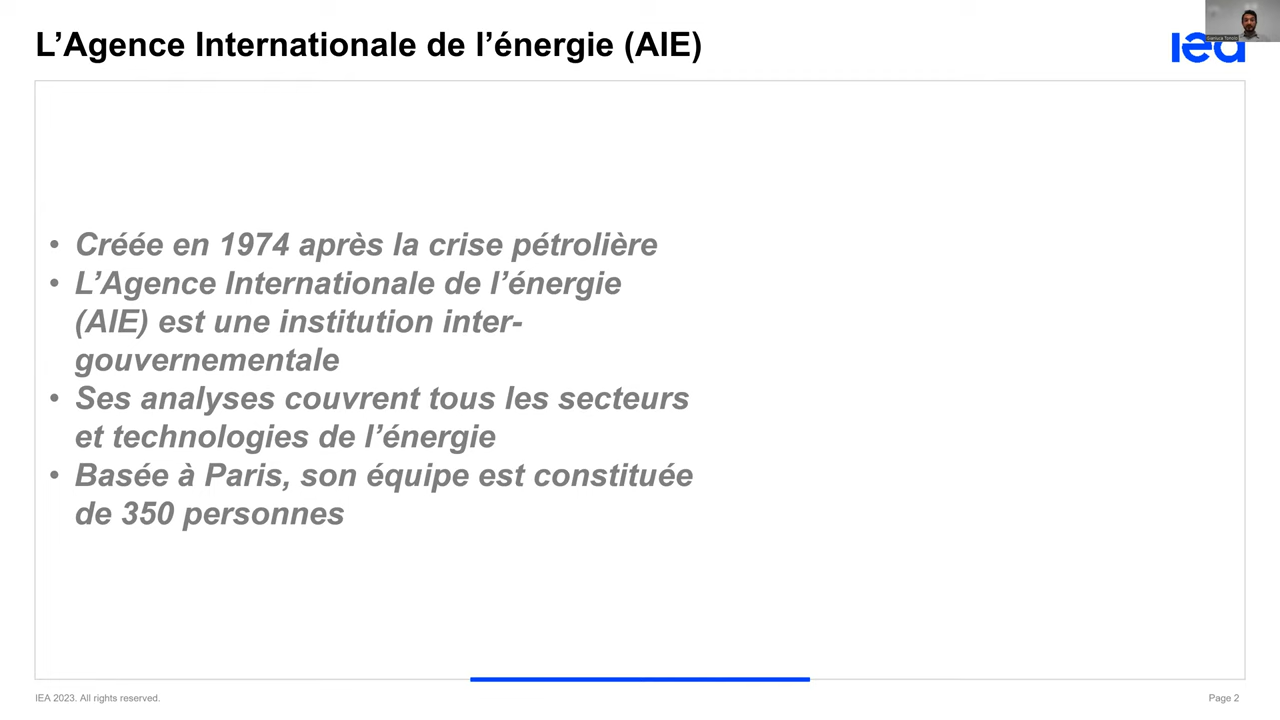 L’Agence Internationale de l’énergie (AIE)
iea
• Créée en 1974 après la crise pétrolière
• L’Agence Internationale de l’énergie
(AIE) est une institution inter-
gouvernementale
• Ses analyses couvrent tous les secteurs
et technologies de l’énergie
• Basée à Paris, son équipe est constituée
de 350 personnes
IEA 2023. All rights reserved.
Page 2